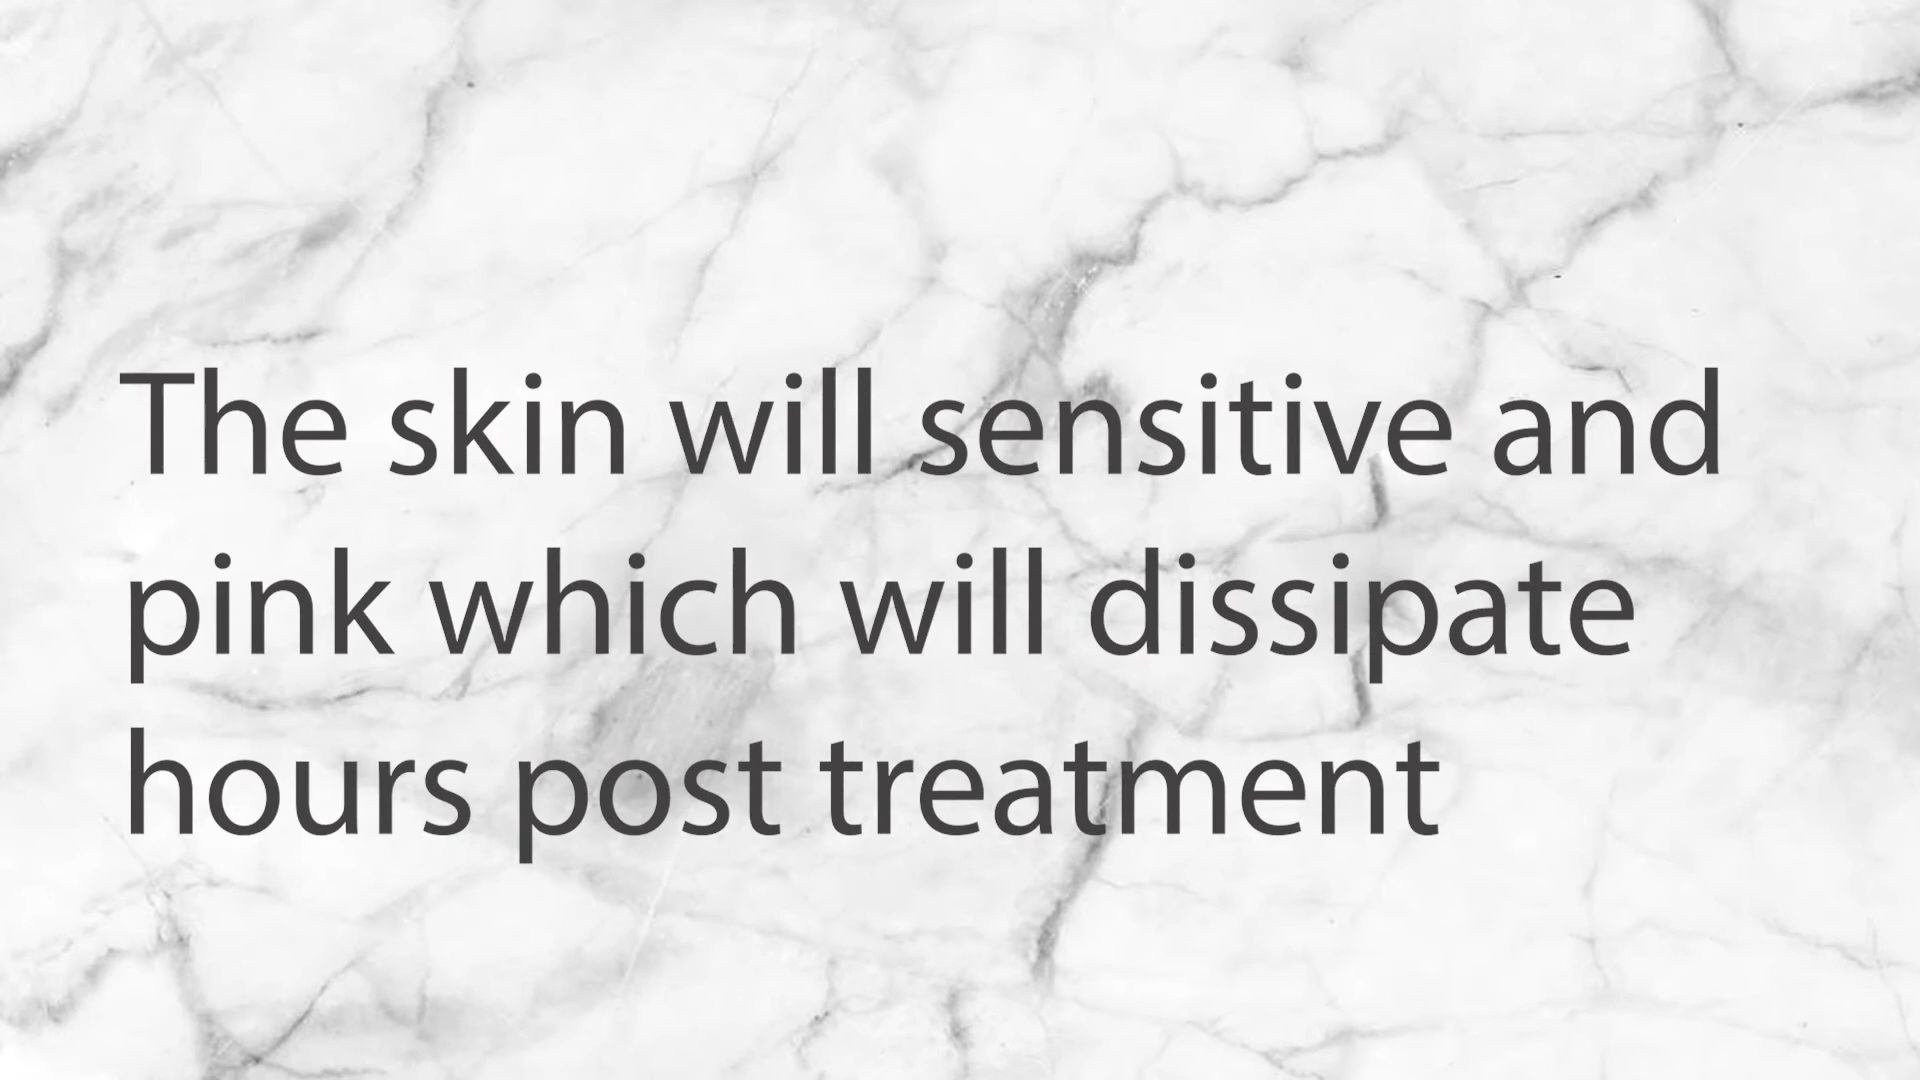 The skin will sensitive and
pink which will dissipate
hours post treatment